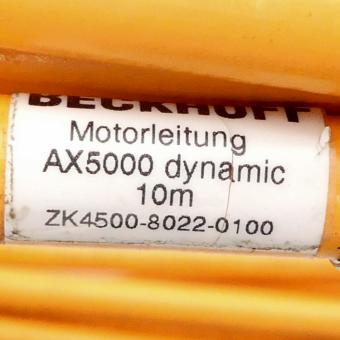 BECKHOFF
Motorleitung
AX5000 dynamic
10m
ZK4500-8022-0100